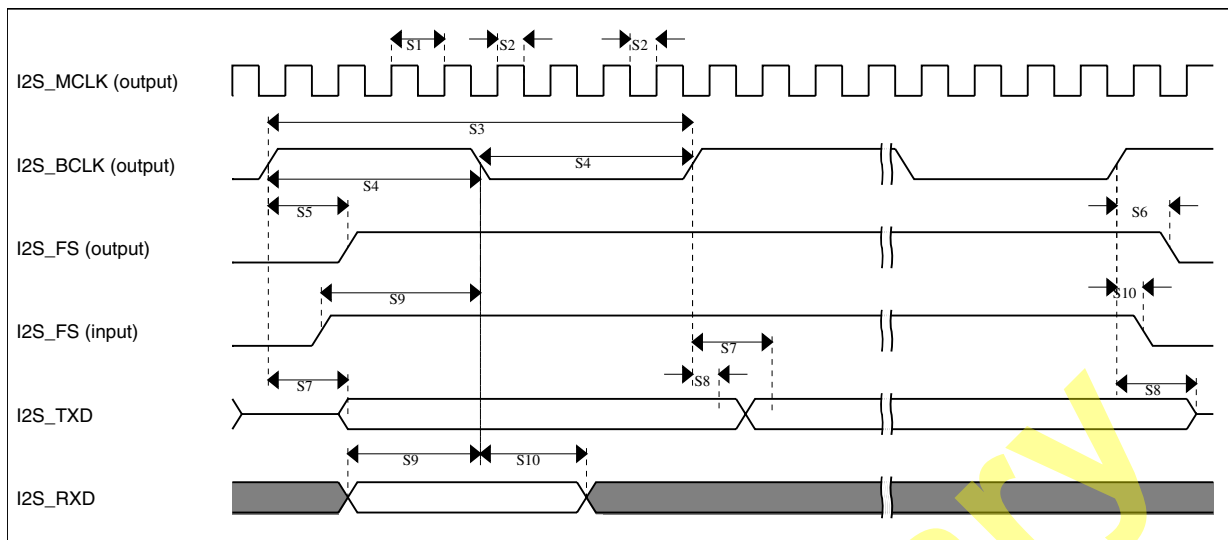 S1 S2 S2
I2S_MCLK (output)
S3
I2S_BCLK (output)
S4
S4
S5 S6
I2S_FS (output)
S9 S10
I2S_FS (input)
S7
S7 S8 S8
I2S_TXD
S9 S10
I2S_RXD